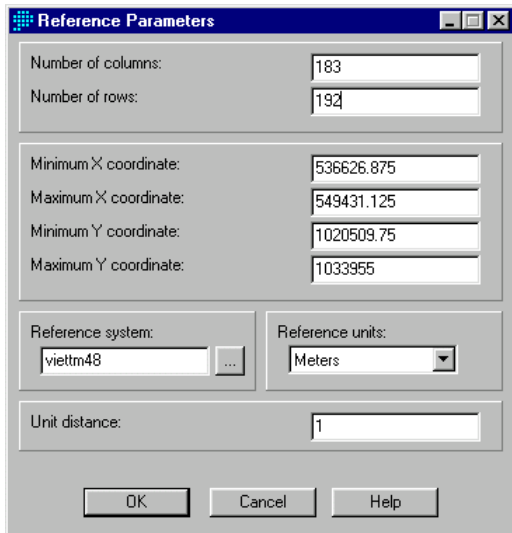 Reference Parameters
Number of columns: 183
Number of rows: 192
Minimum X coordinate: 536626.875
Maximum X coordinate: 549431.125
Minimum Y coordinate: 1020509.75
Maximum Y coordinate: 1033955
Reference system: Reference units:
viettm48 ... Meters
Unit distance: 1
OK Cancel Help